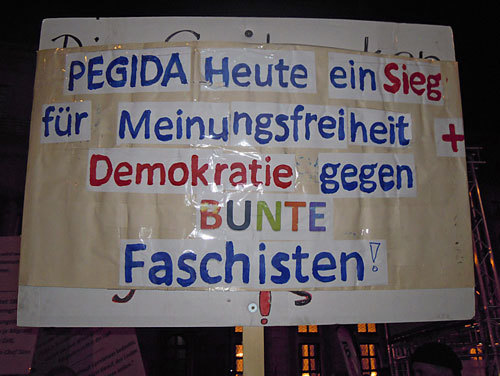 PEGIDA Heute ein Sieg
für Meinungsfreiheit +
Demokratie gegen
BUNTE
Faschisten!